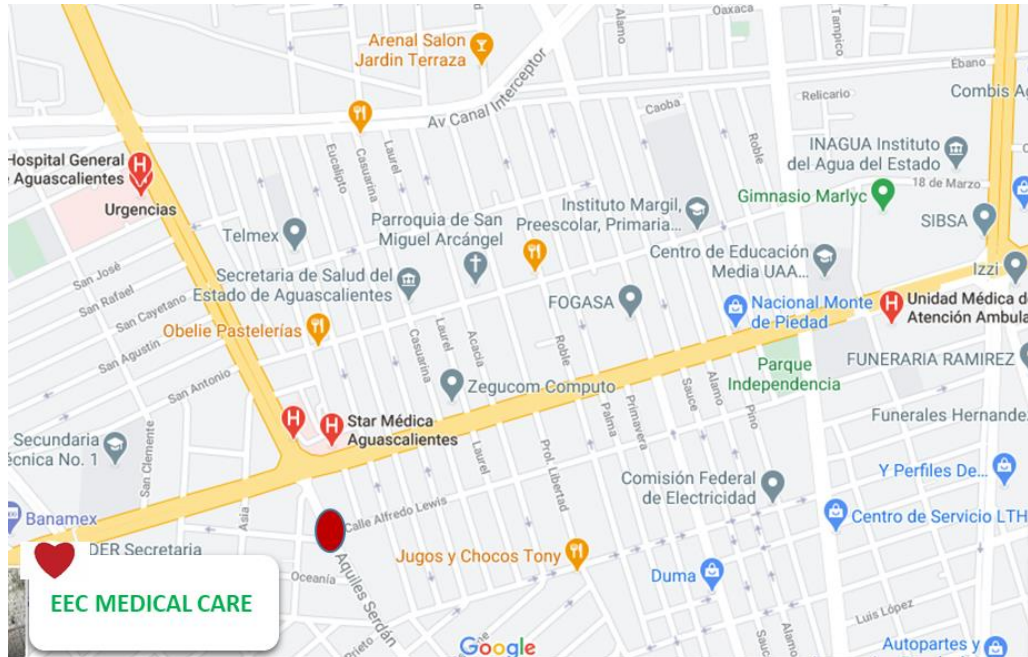 Oaxaca
Alamo
Tampico
Arenal Salon
Jardin Terraza
Ébano
Combis Ag
Relicario
Av Canal Interceptor
Caoba
Roble
INAGUA Instituto
del Agua del Estado
Hospital General
Aguascalientes
Urgencias
Eucalipto
Casuarina
Laurel
18 de Marzo
Gimnasio Marlyc
SIBSA
Instituto Margil,
Preescolar, Primaria...
Parroquia de San
Miguel Arcángel
Telmex
Centro de Educación
Media UAA...
Izzi
Secretaria de Salud del
Estado de Aguascalientes
San José
San Rafael
San Cayetano
San Agustín
San Antonio
FOGASA
Nacional Monte
de Piedad
Unidad Médica d
Atención Ambula
Obelie Pastelerías
Laurel
Casuarina
Acacia
Roble
Zegucom Computo
Parque
Independencia
FUNERARIA RAMIREZ
Sauce
Alamo
Pino
Palma
Primavera
Star Médica
Aguascalientes
Funerales Hernande...
Secundaria
écnica No. 1
San Clemente
Laurel
Prol. Libertad
Comisión Federal
de Electricidad
Y Perfiles De...
Asia
Banamex
Calle Alfredo Lewis
Centro de Servicio LTH
DER Secretaria
Jugos y Chocos Tony
Oceanía
Aquiles Serdán
Duma
EEC MEDICAL CARE
Luis López
Prieto
Google
Sauce
Alamo
Autopartes y